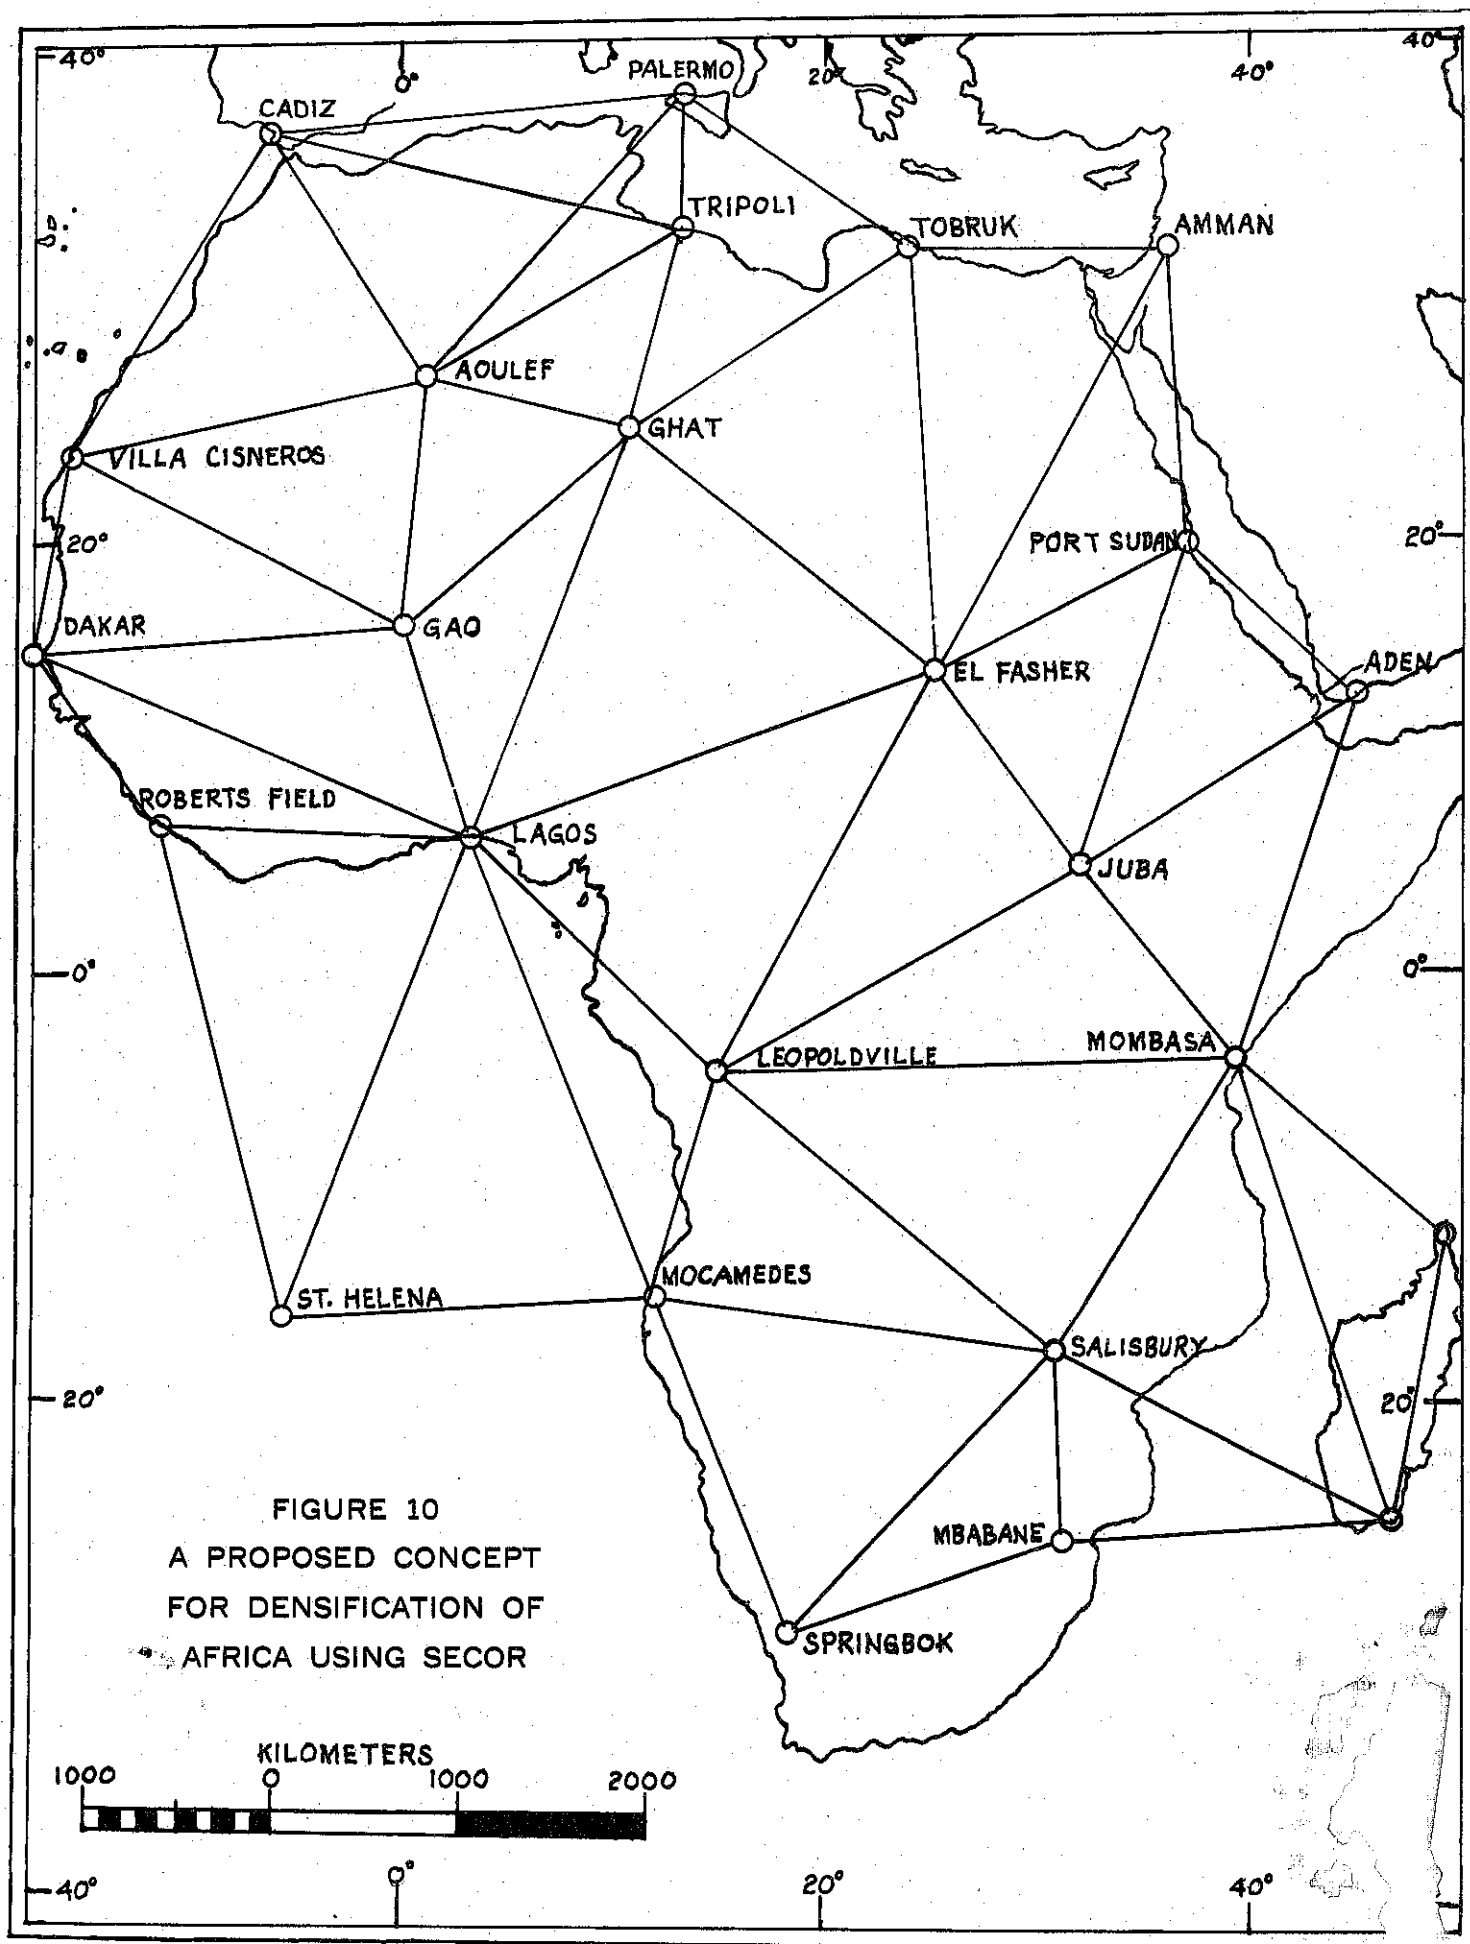 40°
0°
PALERMO
20°
40°
40°
CADIZ
TRIPOLI
TOBRUK
AMMAN
AOULEF
GHAT
VILLA CISNEROS
20°
PORT SUDAN
20°
DAKAR
GAO
EL FASHER
ADEN
ROBERTS FIELD
LAGOS
JUBA
0°
0°
MOMBASA
LEOPOLDVILLE
MOCAMEDES
ST. HELENA
SALISBURY
20°
20°
FIGURE 10
A PROPOSED CONCEPT
FOR DENSIFICATION OF
AFRICA USING SECOR
MBABANE
SPRINGBOK
KILOMETERS
1000 0 1000 2000
0°
20°
40°
40°